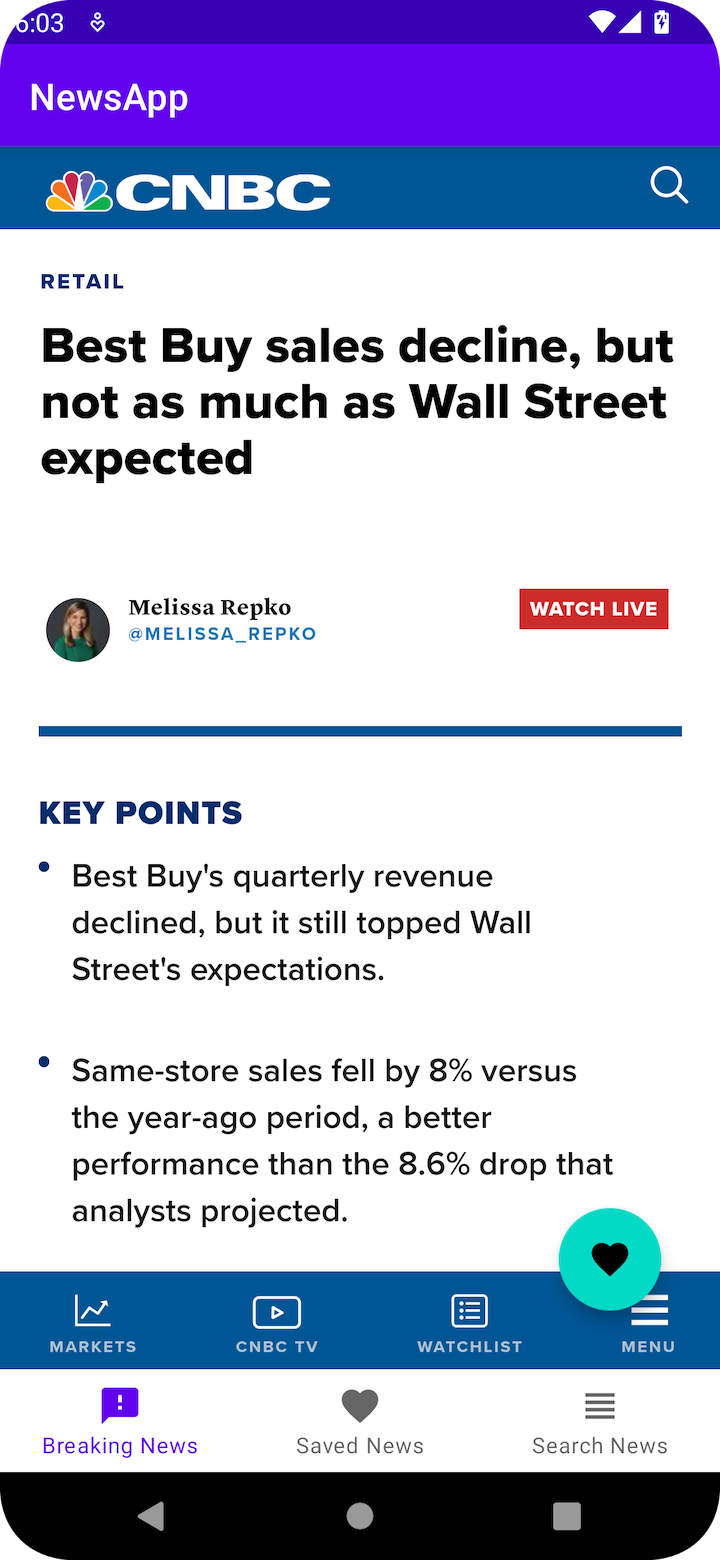 6:03
NewsApp
CNBC
RETAIL
Best Buy sales decline, but
not as much as Wall Street
expected
Melissa Repko
@MELISSA_REPKO
WATCH LIVE
KEY POINTS
Best Buy's quarterly revenue
declined, but it still topped Wall
Street's expectations.
Same-store sales fell by 8% versus
the year-ago period, a better
performance than the 8.6% drop that
analysts projected.
MARKETS
CNBC TV
WATCHLIST
MENU
Breaking News
Saved News
Search News